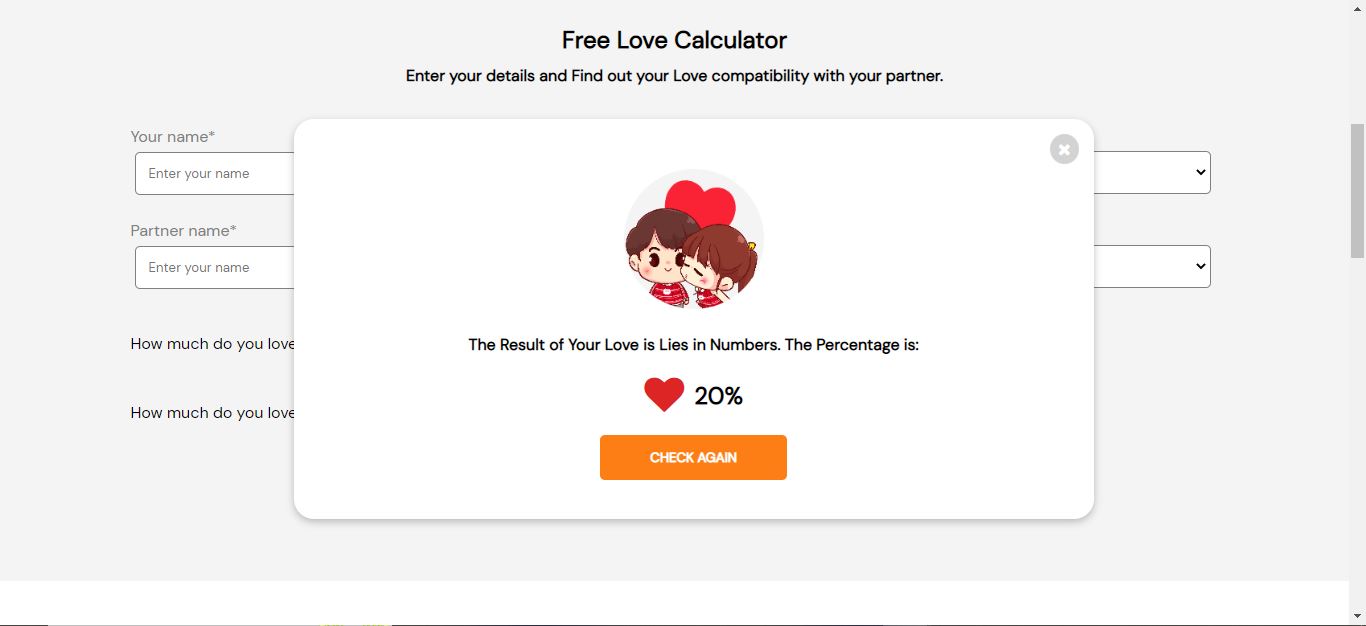 Free Love Calculator
Enter your details and Find out your Love compatibility with your partner.
Your name*
Enter your name
Partner name*
Enter your name
How much do you love
How much do you love
The Result of Your Love is Lies in Numbers. The Percentage is:
20%
CHECK AGAIN